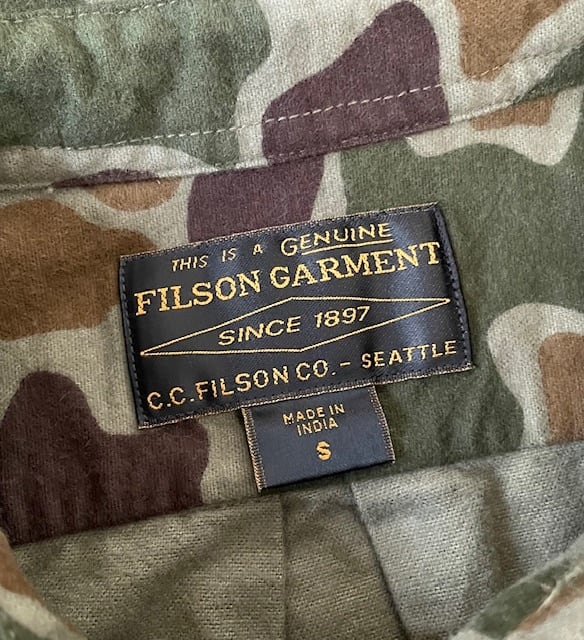 THIS IS A GENUINE
FILSON GARMENT
SINCE 1897
C.C.FILSON CO. - SEATTLE
MADE IN
INDIA
S